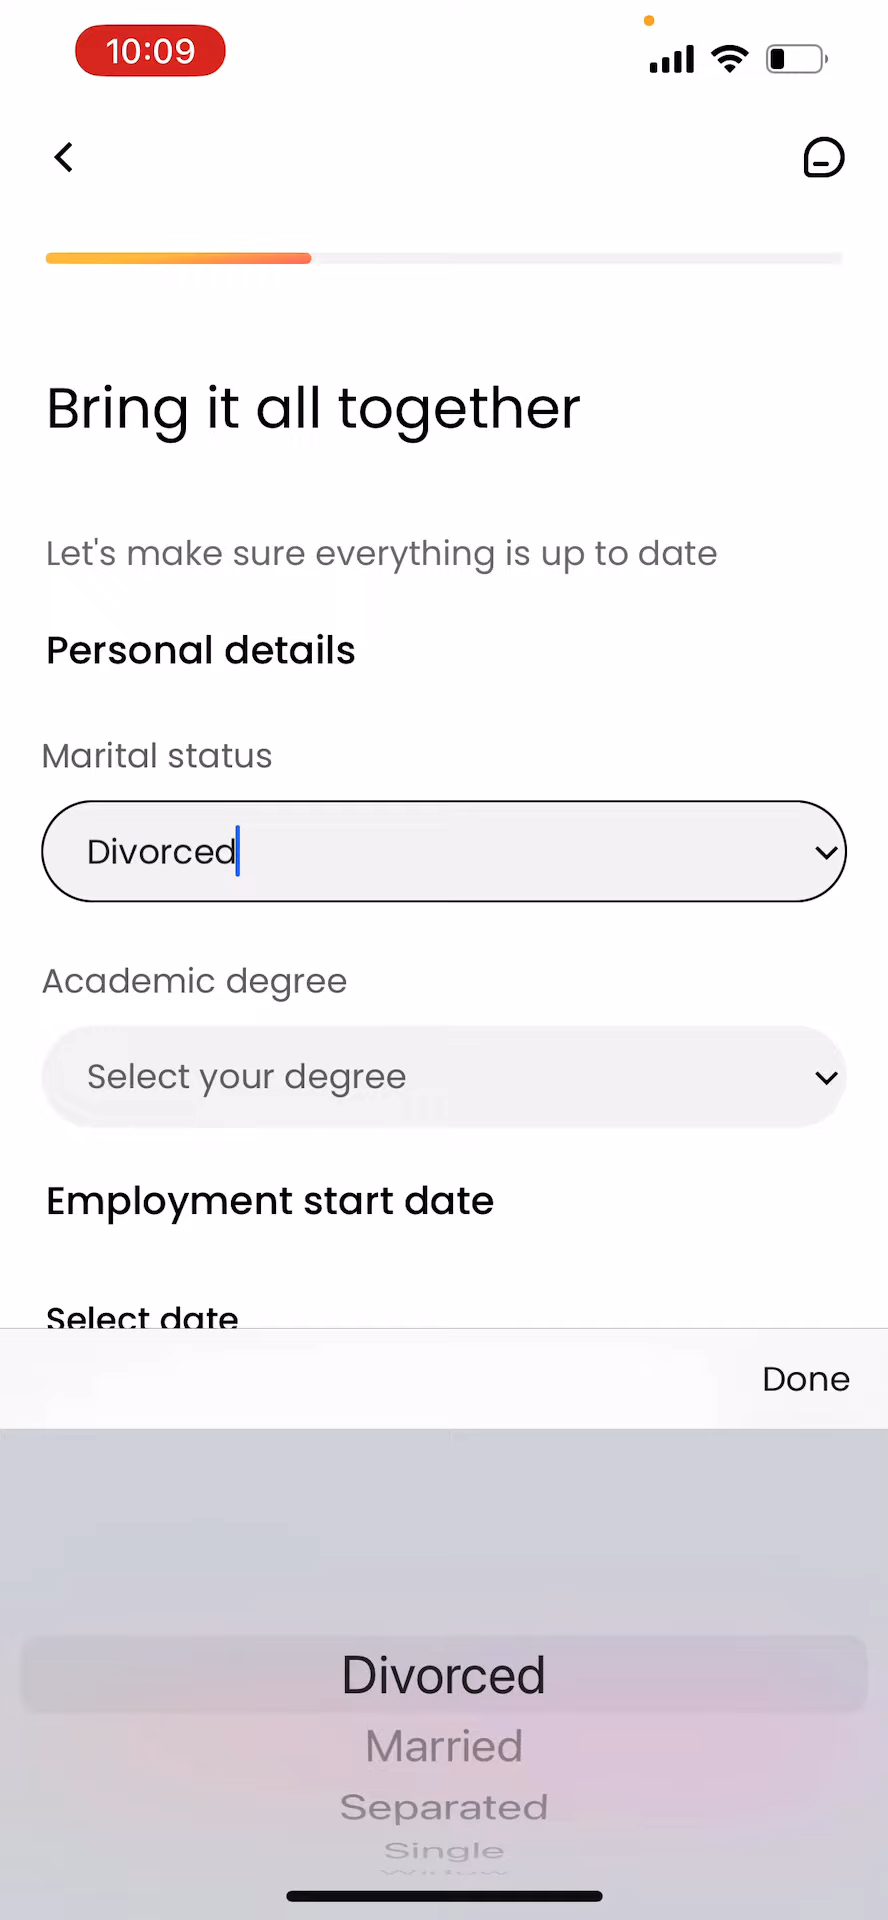 10:09
Bring it all together
Let's make sure everything is up to date
Personal details
Marital status
Divorced
Academic degree
Select your degree
Employment start date
Select date
Done
Divorced
Married
Separated
Single